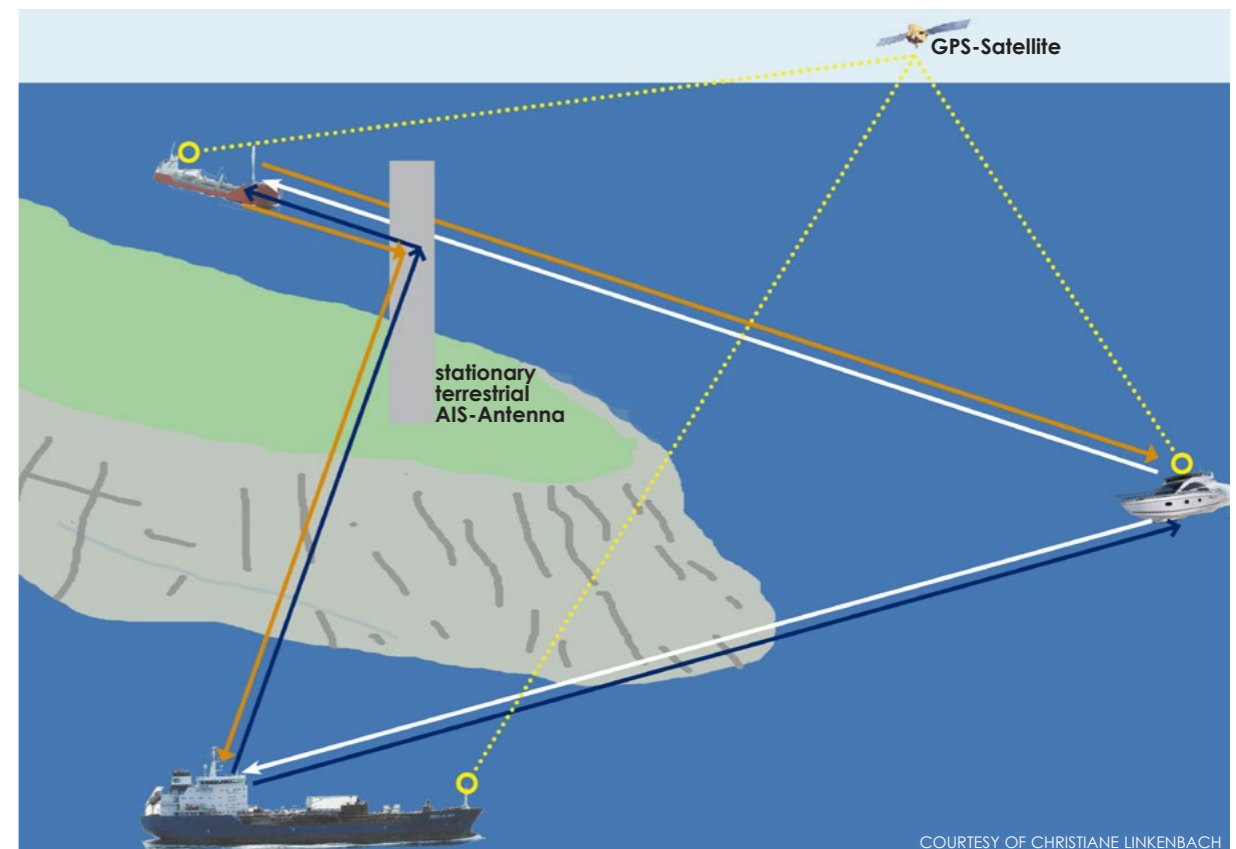 GPS-Satellite
stationary
terrestrial
AIS-Antenna
COURTESY OF CHRISTIANE LINKENBACH